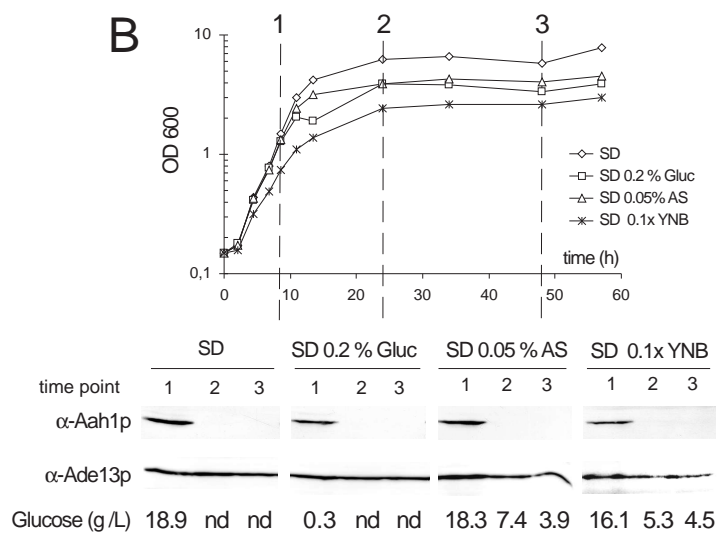 B
1 2 3
OD 600
10
1
0,1
SD
SD 0.2 % Gluc
SD 0.05% AS
SD 0.1x YNB
time (h)
0 10 20 30 40 50 60
SD SD 0.2 % Gluc SD 0.05 % AS SD 0.1x YNB
time point 1 2 3 1 2 3 1 2 3 1 2 3
α-Aah1p
α-Ade13p
Glucose (g /L) 18.9 nd nd 0.3 nd nd 18.3 7.4 3.9 16.1 5.3 4.5